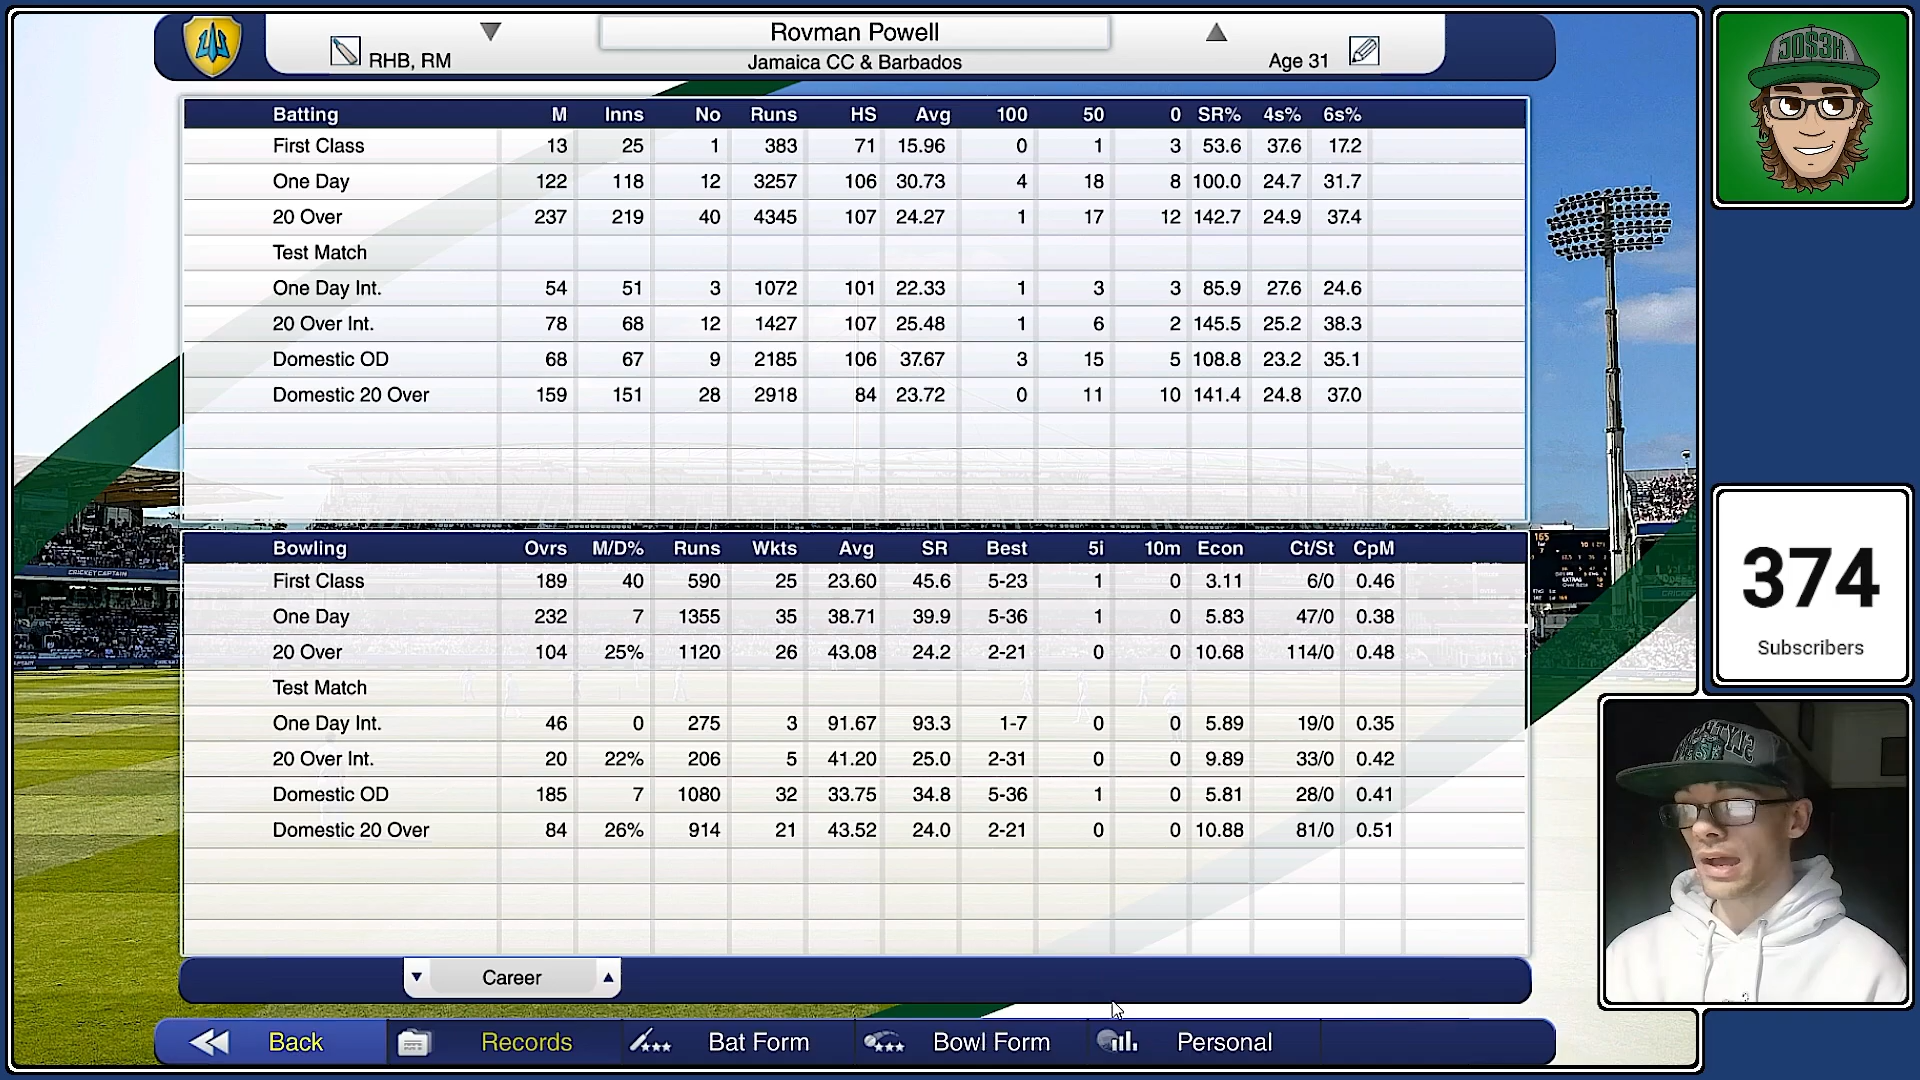 Rovman Powell
RHB, RM
Jamaica CC & Barbados
Age 31
Batting M Inns No Runs HS Avg 100 50 0 SR% 4s% 6s%
First Class 13 25 1 383 71 15.96 0 1 3 53.6 37.6 17.2
One Day 122 118 12 3257 106 30.73 4 18 8 100.0 24.7 31.7
20 Over 237 219 40 4345 107 24.27 1 17 12 142.7 24.9 37.4
Test Match
One Day Int. 54 51 3 1072 101 22.33 1 3 3 85.9 27.6 24.6
20 Over Int. 78 68 12 1427 107 25.48 1 6 2 145.5 25.2 38.3
Domestic OD 68 67 9 2185 106 37.67 3 15 5 108.8 23.2 35.1
Domestic 20 Over 159 151 28 2918 84 23.72 0 11 10 141.4 24.8 37.0
Bowling Ovrs M/D% Runs Wkts Avg SR Best 5i 10m Econ Ct/St CpM
First Class 189 40 590 25 23.60 45.6 5-23 1 0 3.11 6/0 0.46
One Day 232 7 1355 35 38.71 39.9 5-36 1 0 5.83 47/0 0.38
20 Over 104 25% 1120 26 43.08 24.2 2-21 0 0 10.68 114/0 0.48
Test Match
One Day Int. 46 0 275 3 91.67 93.3 1-7 0 0 5.89 19/0 0.35
20 Over Int. 20 22% 206 5 41.20 25.0 2-31 0 0 9.89 33/0 0.42
Domestic OD 185 7 1080 32 33.75 34.8 5-36 1 0 5.81 28/0 0.41
Domestic 20 Over 84 26% 914 21 43.52 24.0 2-21 0 0 10.88 81/0 0.51
Career
Back Records Bat Form Bowl Form Personal
JO$3H
374
Subscribers
CRICKET CAPTAIN
165
EXTRAS